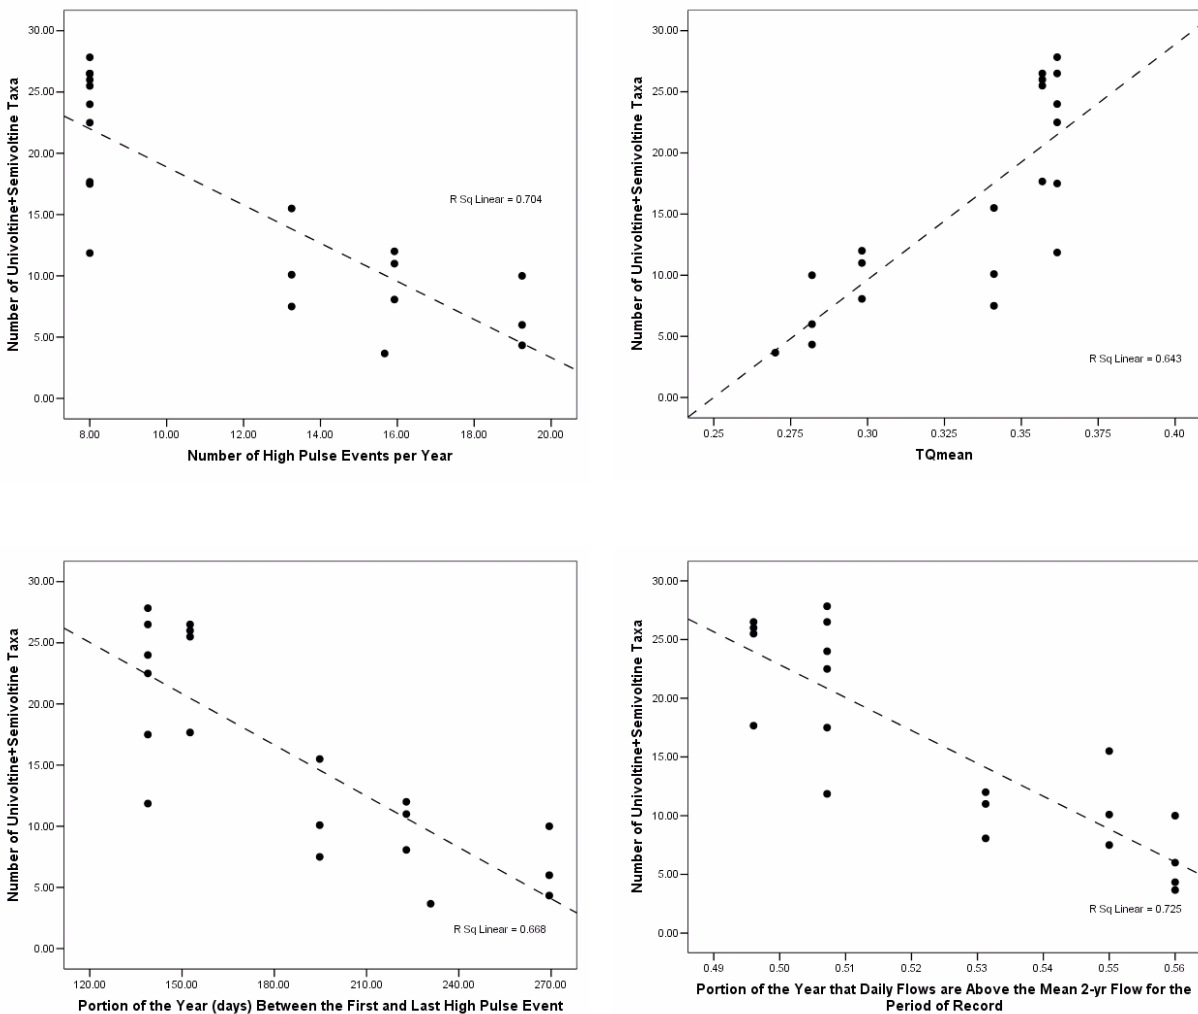 30.00
25.00
20.00
15.00
10.00
5.00
0.00
Number of Univoltine+Semivoltine Taxa
R Sq Linear = 0.704
8.00 10.00 12.00 14.00 16.00 18.00 20.00
Number of High Pulse Events per Year
30.00
25.00
20.00
15.00
10.00
5.00
0.00
Number of Univoltine+Semivoltine Taxa
R Sq Linear = 0.643
0.25 0.275 0.30 0.325 0.35 0.375 0.40
TQmean
30.00
25.00
20.00
15.00
10.00
5.00
0.00
Number of Univoltine+Semivoltine Taxa
R Sq Linear = 0.668
120.00 150.00 180.00 210.00 240.00 270.00
Portion of the Year (days) Between the First and Last High Pulse Event
30.00
25.00
20.00
15.00
10.00
5.00
0.00
Number of Univoltine+Semivoltine Taxa
R Sq Linear = 0.725
0.49 0.50 0.51 0.52 0.53 0.54 0.55 0.56
Portion of the Year that Daily Flows are Above the Mean 2-yr Flow for the
Period of Record